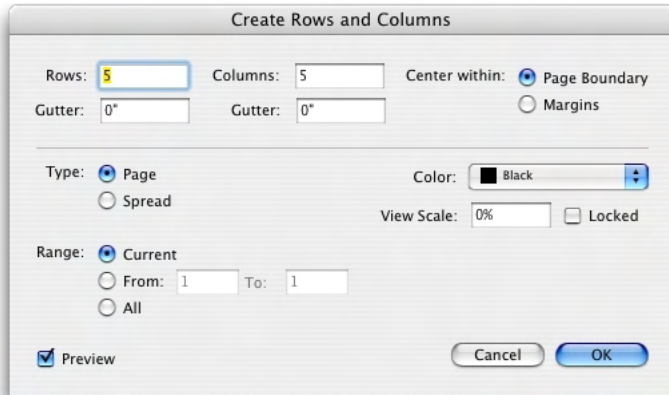 Create Rows and Columns
Rows: 5 Columns: 5 Center within: Page Boundary
Gutter: 0" Gutter: 0" Margins
Type: Page Color: Black
Spread
View Scale: 0% Locked
Range: Current
From: 1 To: 1
All
Preview Cancel OK